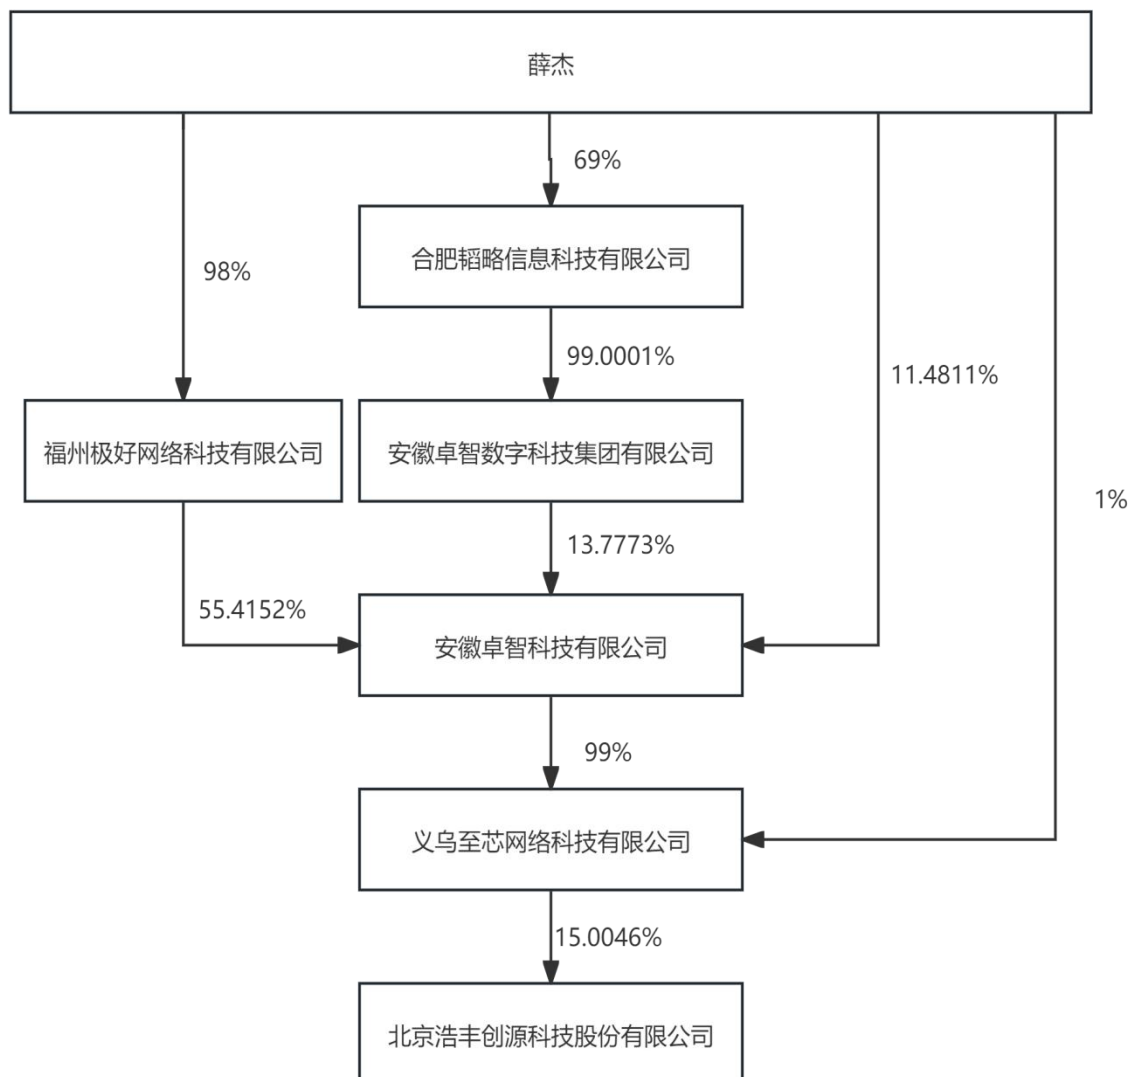 薛杰
69%
合肥韬略信息科技有限公司
98%
99.0001%
11.4811%
福州极好网络科技有限公司
安徽卓智数字科技集团有限公司
1%
13.7773%
55.4152%
安徽卓智科技有限公司
99%
义乌至芯网络科技有限公司
15.0046%
北京浩丰创源科技股份有限公司